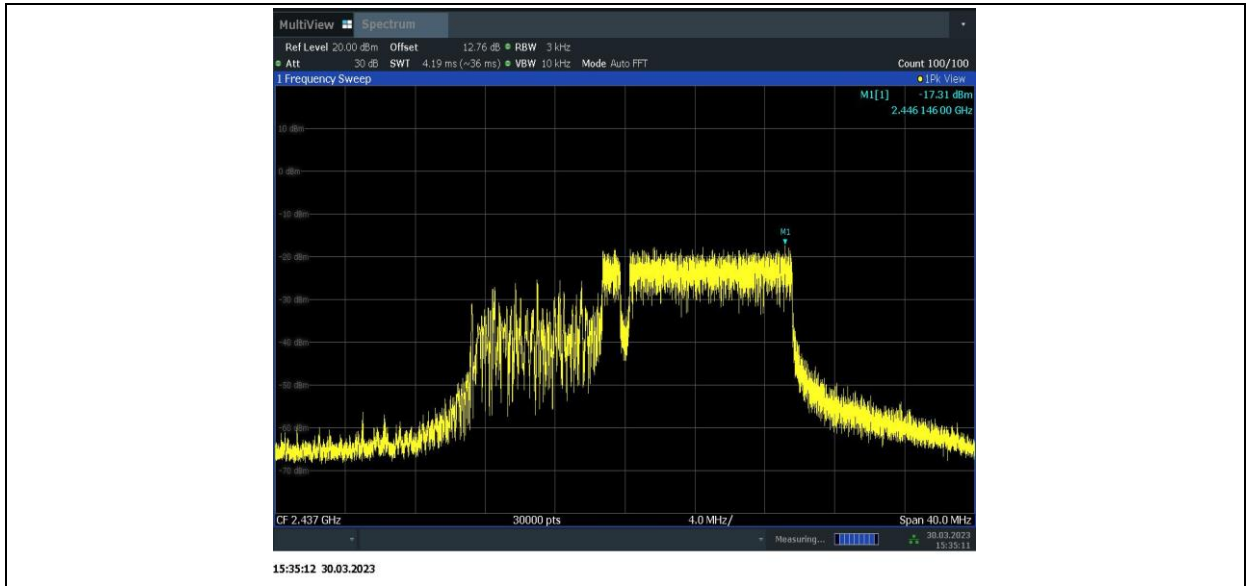 MultiView Spectrum
Ref Level 20.00 dBm Offset 12.76 dB RBW 3 kHz
Att 30 dB SWT 4.19 ms (~36 ms) VBW 10 kHz Mode Auto FFT Count 100/100
1 Frequency Sweep 1Pk View
M1[1] -17.31 dBm
2.446 146 00 GHz
10 dBm
0 dBm
-10 dBm
M1
-20 dBm
-30 dBm
-40 dBm
-50 dBm
-60 dBm
-70 dBm
CF 2.437 GHz 30000 pts 4.0 MHz/ Span 40.0 MHz
Measuring... 30.03.2023
15:35:11
15:35:12 30.03.2023